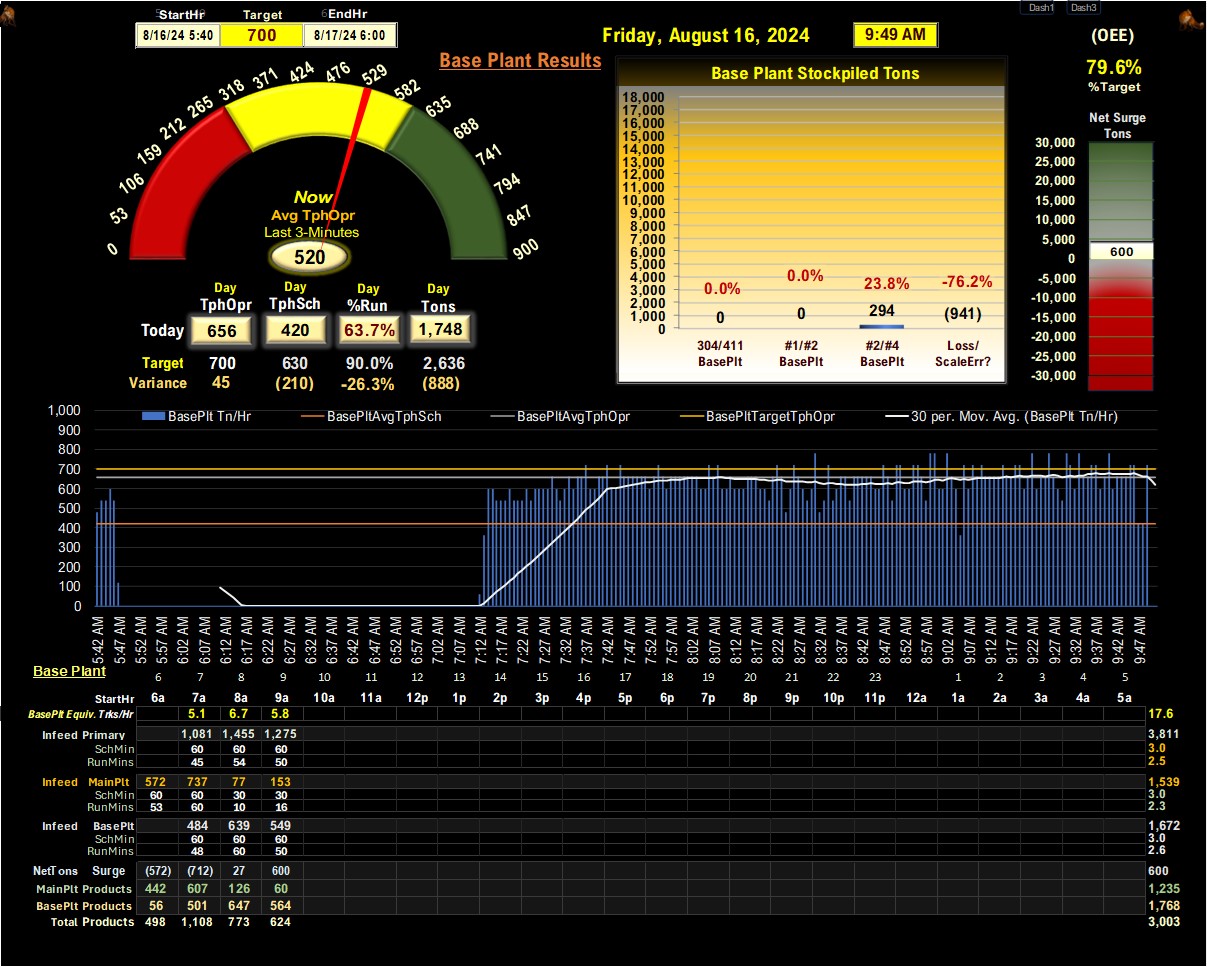 Dash1 Dash3
StartHr Target EndHr
8/16/24 5:40 700 8/17/24 6:00
Friday, August 16, 2024 9:49 AM
(OEE)
79.6%
%Target
Base Plant Results
0 53 106 159 212 265 318 371 424 476 529 582 635 688 741 794 847 900
Now
Avg TphOpr
Last 3-Minutes
520
Day Day Day Day
TphOpr TphSch %Run Tons
Today 656 420 63.7% 1,748
Target 700 630 90.0% 2,636
Variance 45 (210) -26.3% (888)
Base Plant Stockpiled Tons
18,000
17,000
16,000
15,000
14,000
13,000
12,000
11,000
10,000
9,000
8,000
7,000
6,000
5,000
4,000
3,000
2,000
1,000
0
0.0% 0.0% 23.8% -76.2%
0 0 294 (941)
304/411 #1/#2 #2/#4 Loss/
BasePlt BasePlt BasePlt ScaleErr?
Net Surge
Tons
30,000
25,000
20,000
15,000
10,000
5,000
0
-5,000
-10,000
-15,000
-20,000
-25,000
-30,000
600
BasePlt Tn/Hr BasePltAvgTphSch BasePltAvgTphOpr BasePltTargetTphOpr 30 per. Mov. Avg. (BasePlt Tn/Hr)
1,000
900
800
700
600
500
400
300
200
100
0
5:42 AM 5:47 AM 5:52 AM 5:57 AM 6:02 AM 6:07 AM 6:12 AM 6:17 AM 6:22 AM 6:27 AM 6:32 AM 6:37 AM 6:42 AM 6:47 AM 6:52 AM 6:57 AM 7:02 AM 7:07 AM 7:12 AM 7:17 AM 7:22 AM 7:27 AM 7:32 AM 7:37 AM 7:42 AM 7:47 AM 7:52 AM 7:57 AM 8:02 AM 8:07 AM 8:12 AM 8:17 AM 8:22 AM 8:27 AM 8:32 AM 8:37 AM 8:42 AM 8:47 AM 8:52 AM 8:57 AM 9:02 AM 9:07 AM 9:12 AM 9:17 AM 9:22 AM 9:27 AM 9:32 AM 9:37 AM 9:42 AM 9:47 AM
Base Plant
6 7 8 9 10 11 12 13 14 15 16 17 18 19 20 21 22 23 1 2 3 4 5
StartHr 6a 7a 8a 9a 10a 11a 12p 1p 2p 3p 4p 5p 6p 7p 8p 9p 10p 11p 12a 1a 2a 3a 4a 5a
BasePlt Equiv. Trks/Hr 5.1 6.7 5.8 17.6
Infeed Primary 1,081 1,455 1,275 3,811
SchMin 60 60 60 3.0
RunMins 45 54 50 2.5
Infeed MainPlt 572 737 77 153 1,539
SchMin 60 60 30 30 3.0
RunMins 53 60 10 16 2.3
Infeed BasePlt 484 639 549 1,672
SchMin 60 60 60 3.0
RunMins 48 60 50 2.6
NetTons Surge (572) (712) 27 600 600
MainPlt Products 442 607 126 60 1,235
BasePlt Products 56 501 647 564 1,768
Total Products 498 1,108 773 624 3,003